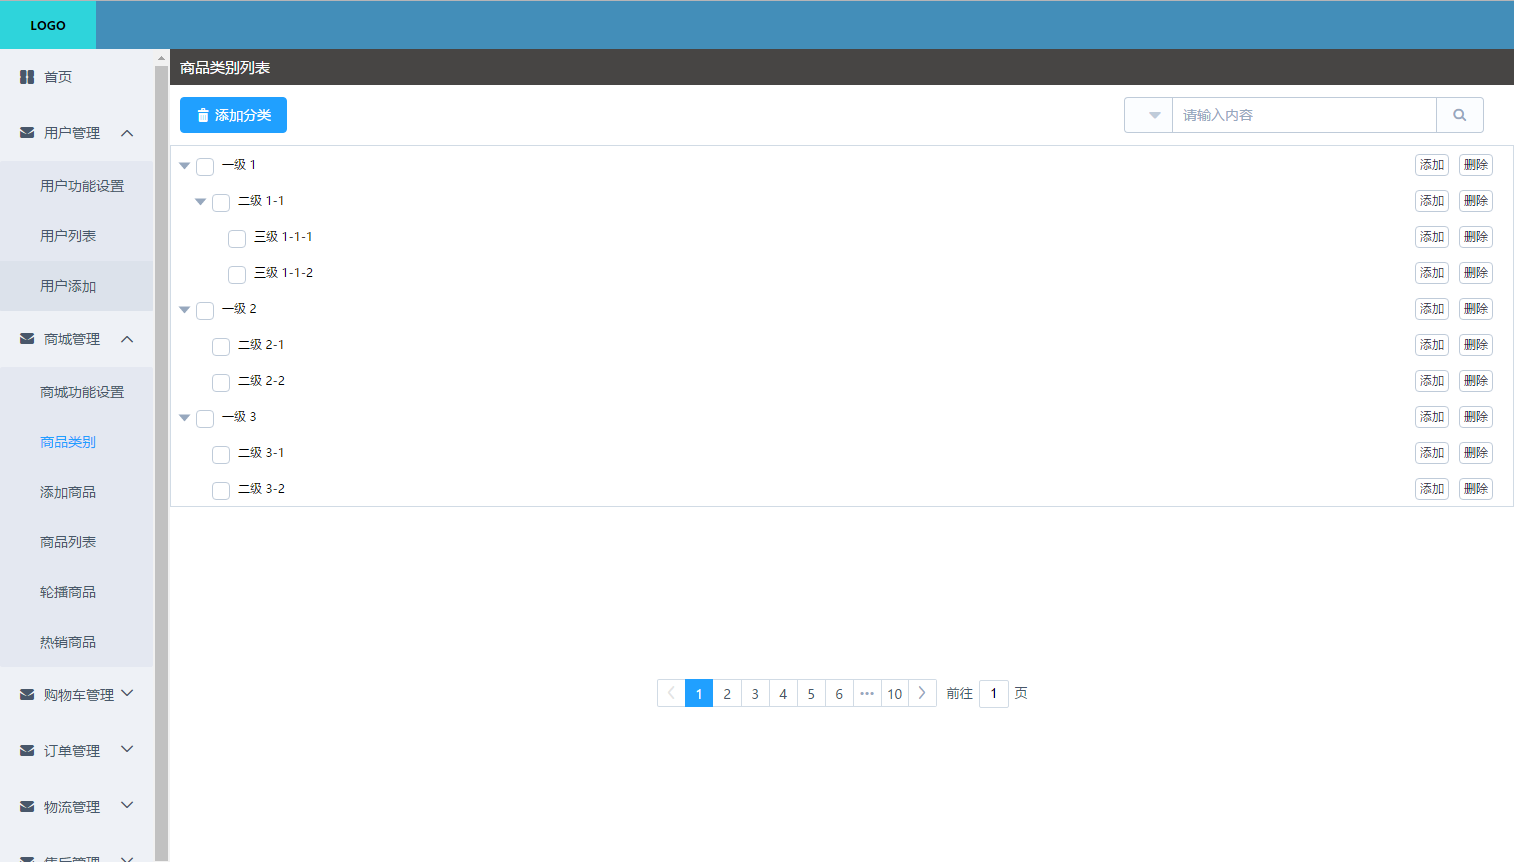 LOGO
首页
用户管理
用户功能设置
用户列表
用户添加
商城管理
商城功能设置
商品类别
添加商品
商品列表
轮播商品
热销商品
购物车管理
订单管理
物流管理
商品类别列表
添加分类
请输入内容
一级 1 添加 删除
二级 1-1 添加 删除
三级 1-1-1 添加 删除
三级 1-1-2 添加 删除
一级 2 添加 删除
二级 2-1 添加 删除
二级 2-2 添加 删除
一级 3 添加 删除
二级 3-1 添加 删除
二级 3-2 添加 删除
1 2 3 4 5 6 ••• 10 前往 1 页